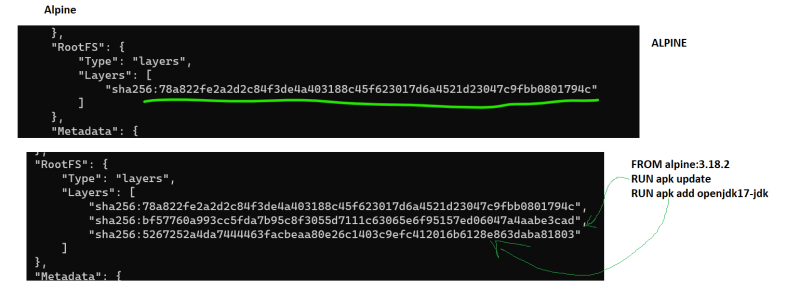 Alpine
},
"RootFS": {
"Type": "layers",
"Layers": [
"sha256:78a822fe2a2d2c84f3de4a403188c45f623017d6a4521d23047c9fbb0801794c"
]
},
"Metadata": {
ALPINE
},
"RootFS": {
"Type": "layers",
"Layers": [
"sha256:78a822fe2a2d2c84f3de4a403188c45f623017d6a4521d23047c9fbb0801794c",
"sha256:bf57760a993cc5fda7b95c8f3055d7111c63065e6f95157ed06047a4aabe3cad",
"sha256:5267252a4da7444463facbeaa80e26c1403c9efc412016b6128e863daba81803"
]
},
"Metadata": {
FROM alpine:3.18.2
RUN apk update
RUN apk add openjdk17-jdk